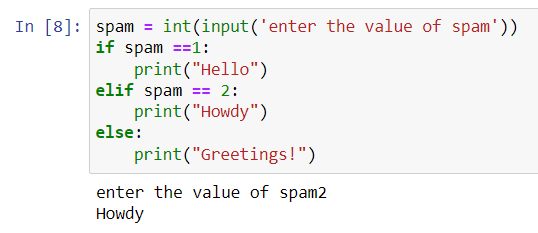 In [8]: spam = int(input('enter the value of spam'))
if spam ==1:
    print("Hello")
elif spam == 2:
    print("Howdy")
else:
    print("Greetings!")
enter the value of spam2
Howdy